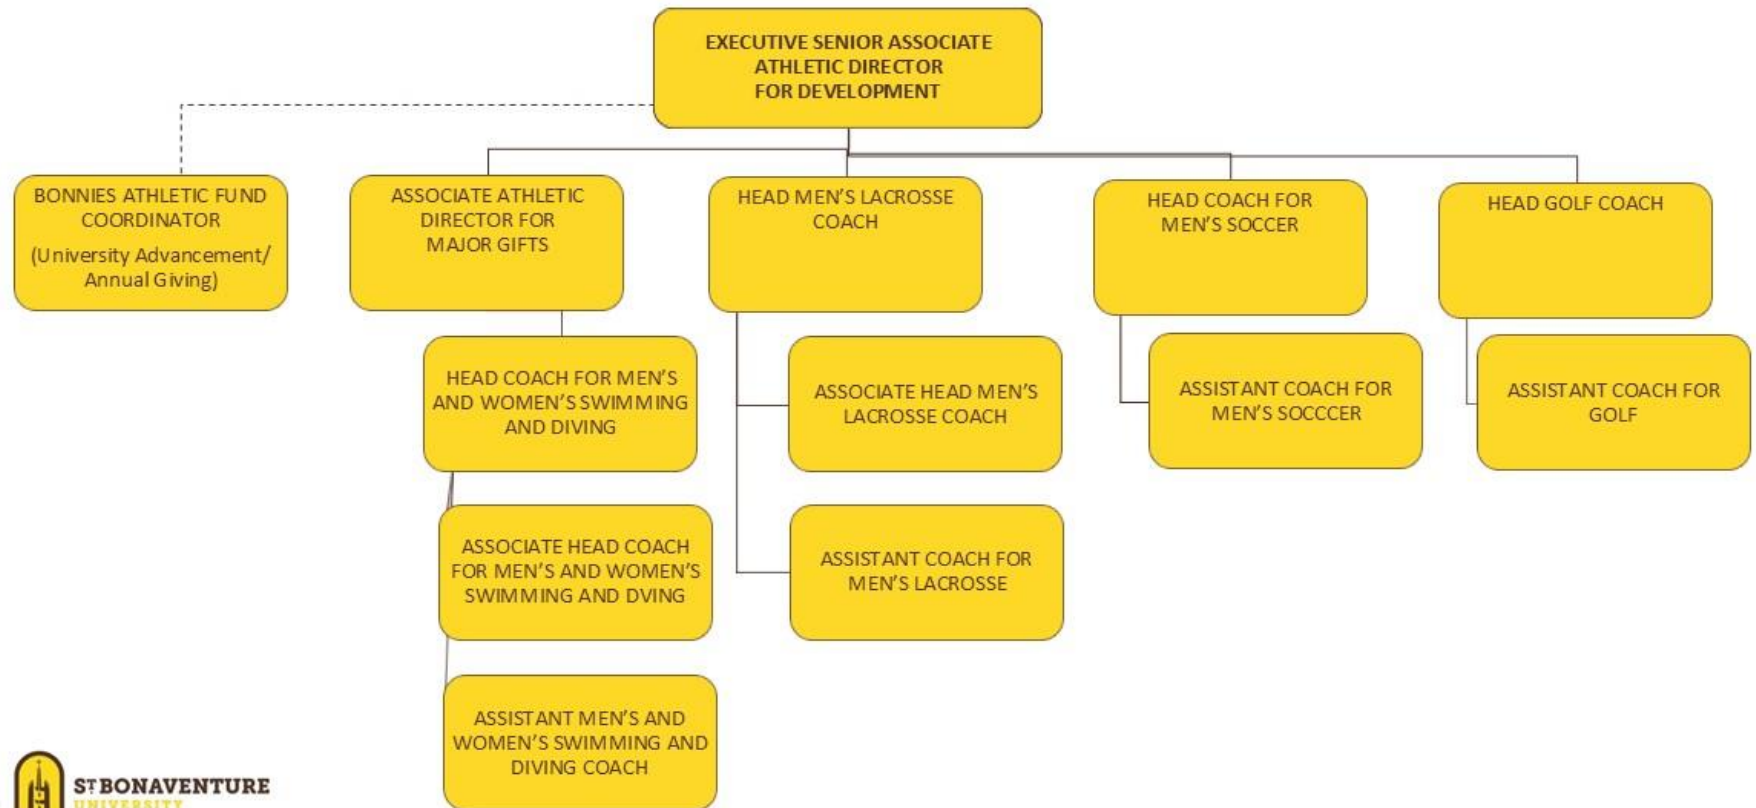 EXECUTIVE SENIOR ASSOCIATE
ATHLETIC DIRECTOR
FOR DEVELOPMENT
BONNIES ATHLETIC FUND
COORDINATOR
(University Advancement/
Annual Giving)
ASSOCIATE ATHLETIC
DIRECTOR FOR
MAJOR GIFTS
HEAD MEN'S LACROSSE
COACH
HEAD COACH FOR
MEN'S SOCCER
HEAD GOLF COACH
HEAD COACH FOR MEN'S
AND WOMEN'S SWIMMING
AND DIVING
ASSOCIATE HEAD MEN'S
LACROSSE COACH
ASSISTANT COACH FOR
MEN'S SOCCCER
ASSISTANT COACH FOR
GOLF
ASSOCIATE HEAD COACH
FOR MEN'S AND WOMEN'S
SWIMMING AND DVING
ASSISTANT COACH FOR
MEN'S LACROSSE
ASSISTANT MEN'S AND
WOMEN'S SWIMMING AND
DIVING COACH
ST BONAVENTURE
UNIVERSITY